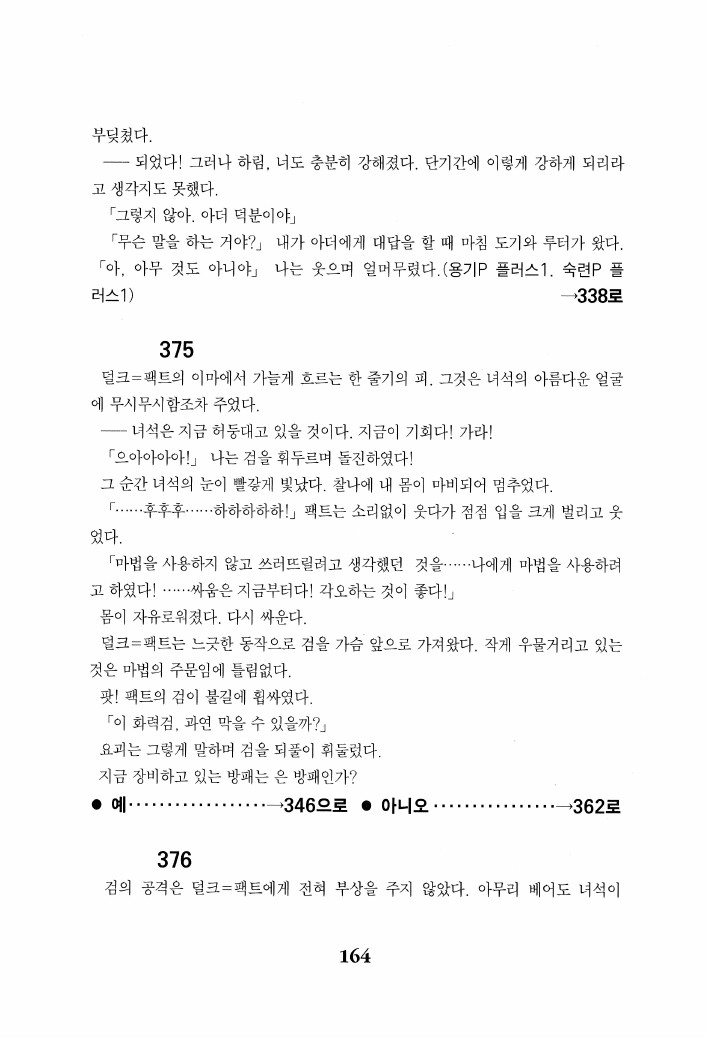 부딪쳤다.
── 되었다! 그러나 하림, 너도 충분히 강해졌다. 단기간에 이렇게 강하게 되리라
고 생각지도 못했다.
「그렇지 않아. 아더 덕분이야」
「무슨 말을 하는 거야?」 내가 아더에게 대답을 할 때 마침 도기와 루터가 왔다.
「아, 아무 것도 아니야」 나는 웃으며 얼머무렸다.(용기P 플러스1. 숙련P 플
러스1) →338로
375
덜크=팩트의 이마에서 가늘게 흐르는 한 줄기의 피. 그것은 녀석의 아름다운 얼굴
에 무시무시함조차 주었다.
── 녀석은 지금 허둥대고 있을 것이다. 지금이 기회다! 가라!
「으아아아아!」 나는 검을 휘두르며 돌진하였다!
그 순간 녀석의 눈이 빨갛게 빛났다. 찰나에 내 몸이 마비되어 멈추었다.
「……후후후……하하하하하!」 팩트는 소리없이 웃다가 점점 입을 크게 벌리고 웃
었다.
「마법을 사용하지 않고 쓰러뜨릴려고 생각했던 것을……나에게 마법을 사용하려
고 하였다! ……싸움은 지금부터다! 각오하는 것이 좋다!」
몸이 자유로워졌다. 다시 싸운다.
덜크=팩트는 느긋한 동작으로 검을 가슴 앞으로 가져왔다. 작게 우물거리고 있는
것은 마법의 주문임에 틀림없다.
팟! 팩트의 검이 불길에 휩싸였다.
「이 화력검, 과연 막을 수 있을까?」
요괴는 그렇게 말하며 검을 되풀이 휘둘렀다.
지금 장비하고 있는 방패는 은 방패인가?
● 예··················→346으로 ● 아니오················→362로
376
검의 공격은 덜크=팩트에게 전혀 부상을 주지 않았다. 아무리 베어도 녀석이
164